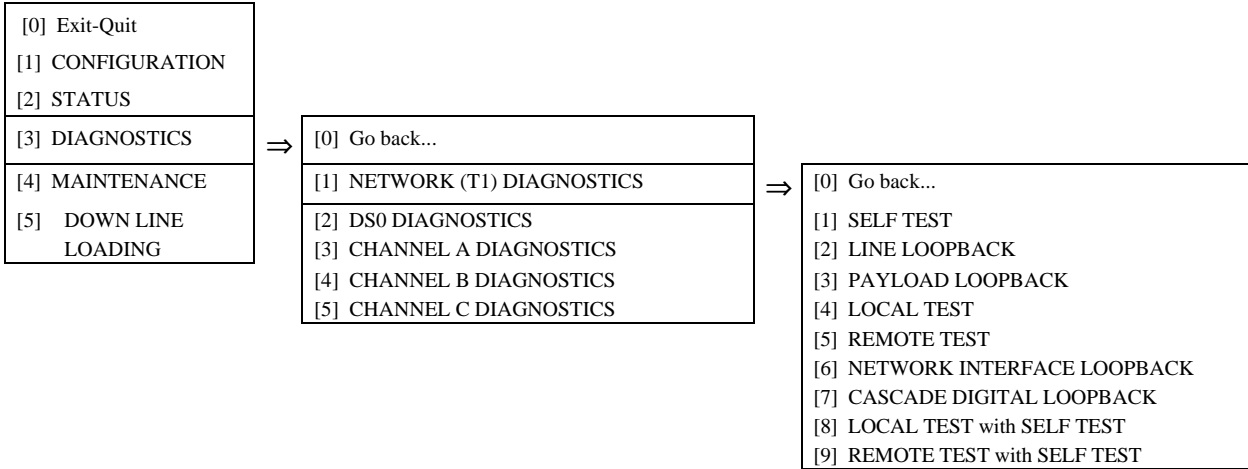 [0] Exit-Quit
[1] CONFIGURATION
[2] STATUS
[3] DIAGNOSTICS
[4] MAINTENANCE
[5] DOWN LINE
LOADING
⇒
[0] Go back...
[1] NETWORK (T1) DIAGNOSTICS
[2] DS0 DIAGNOSTICS
[3] CHANNEL A DIAGNOSTICS
[4] CHANNEL B DIAGNOSTICS
[5] CHANNEL C DIAGNOSTICS
⇒
[0] Go back...
[1] SELF TEST
[2] LINE LOOPBACK
[3] PAYLOAD LOOPBACK
[4] LOCAL TEST
[5] REMOTE TEST
[6] NETWORK INTERFACE LOOPBACK
[7] CASCADE DIGITAL LOOPBACK
[8] LOCAL TEST with SELF TEST
[9] REMOTE TEST with SELF TEST